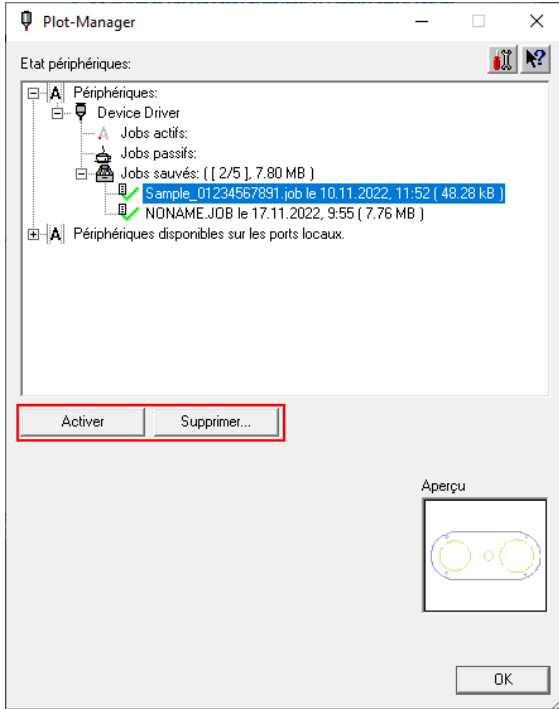 Plot-Manager
Etat périphériques:
Périphériques:
Device Driver
Jobs actifs:
Jobs passifs:
Jobs sauvés: ( [ 2/5 ], 7.80 MB )
Sample_01234567891.job le 10.11.2022, 11:52 ( 48.28 kB )
NONAME.JOB le 17.11.2022, 9:55 ( 7.76 MB )
Périphériques disponibles sur les ports locaux.
Activer Supprimer...
Aperçu
OK